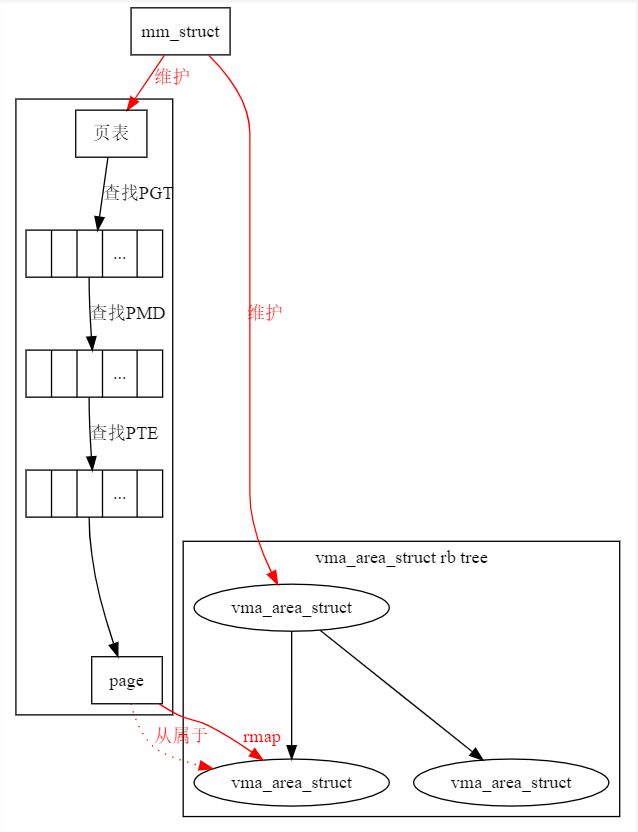 mm_struct
维护
页表
查找PGT
...
查找PMD
维护
...
查找PTE
...
vma_area_struct rb tree
vma_area_struct
page
从属于
rmap
vma_area_struct
vma_area_struct